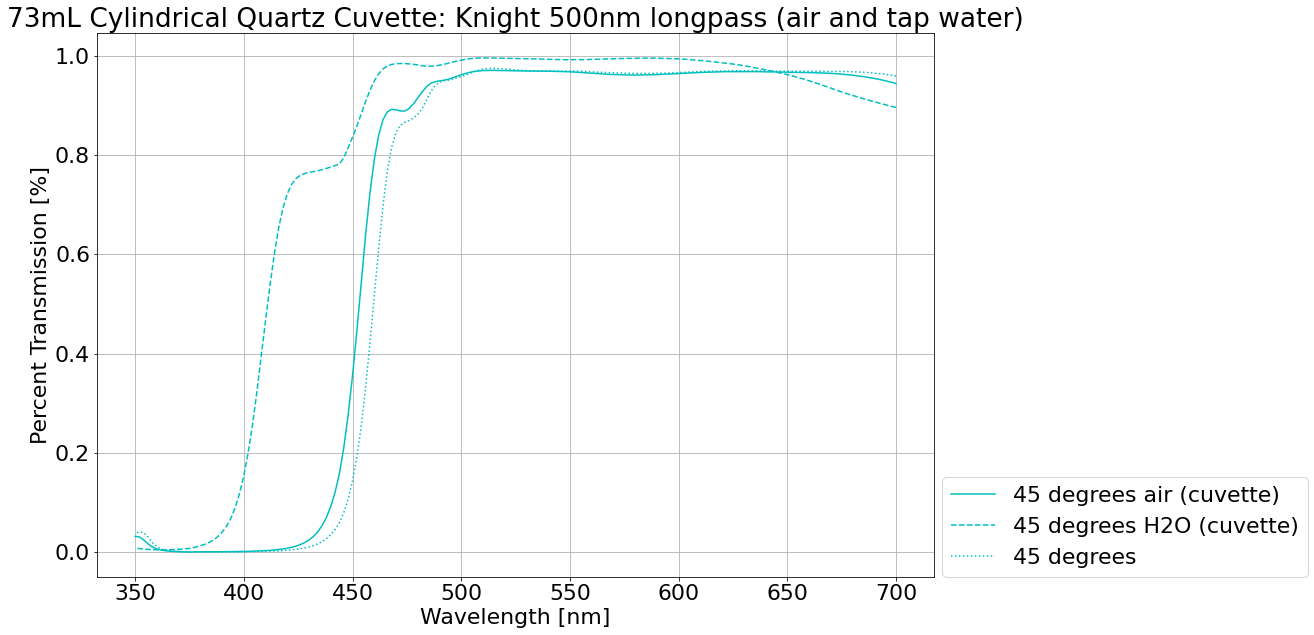 73mL Cylindrical Quartz Cuvette: Knight 500nm longpass (air and tap water)
1.0
0.8
0.6
0.4
0.2
0.0
Percent Transmission [%]
350 400 450 500 550 600 650 700
Wavelength [nm]
45 degrees air (cuvette)
45 degrees H2O (cuvette)
45 degrees